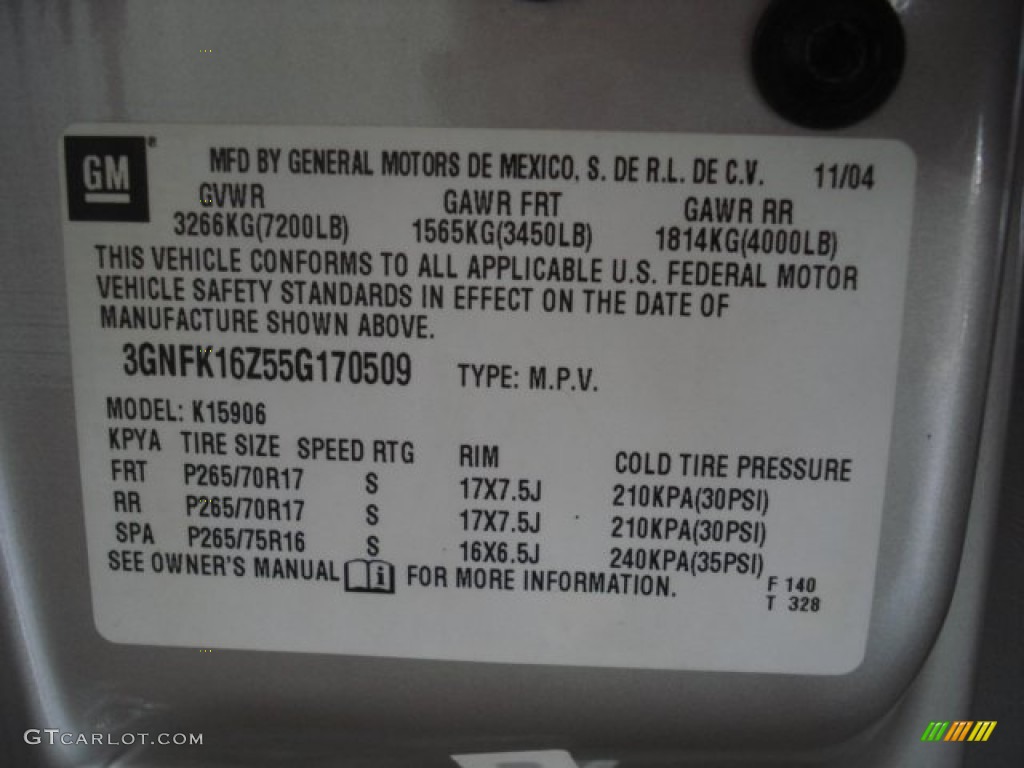 GM®
MFD BY GENERAL MOTORS DE MEXICO, S. DE R.L. DE C.V. 11/04
GVWR GAWR FRT GAWR RR
3266KG(7200LB) 1565KG(3450LB) 1814KG(4000LB)
THIS VEHICLE CONFORMS TO ALL APPLICABLE U.S. FEDERAL MOTOR
VEHICLE SAFETY STANDARDS IN EFFECT ON THE DATE OF
MANUFACTURE SHOWN ABOVE.
3GNFK16Z55G170509 TYPE: M.P.V.
MODEL: K15906
KPYA TIRE SIZE SPEED RTG RIM COLD TIRE PRESSURE
FRT P265/70R17 S 17X7.5J 210KPA(30PSI)
RR P265/70R17 S 17X7.5J 210KPA(30PSI)
SPA P265/75R16 S 16X6.5J 240KPA(35PSI)
SEE OWNER'S MANUAL FOR MORE INFORMATION.
F 140
T 328
GTCARLOT.COM